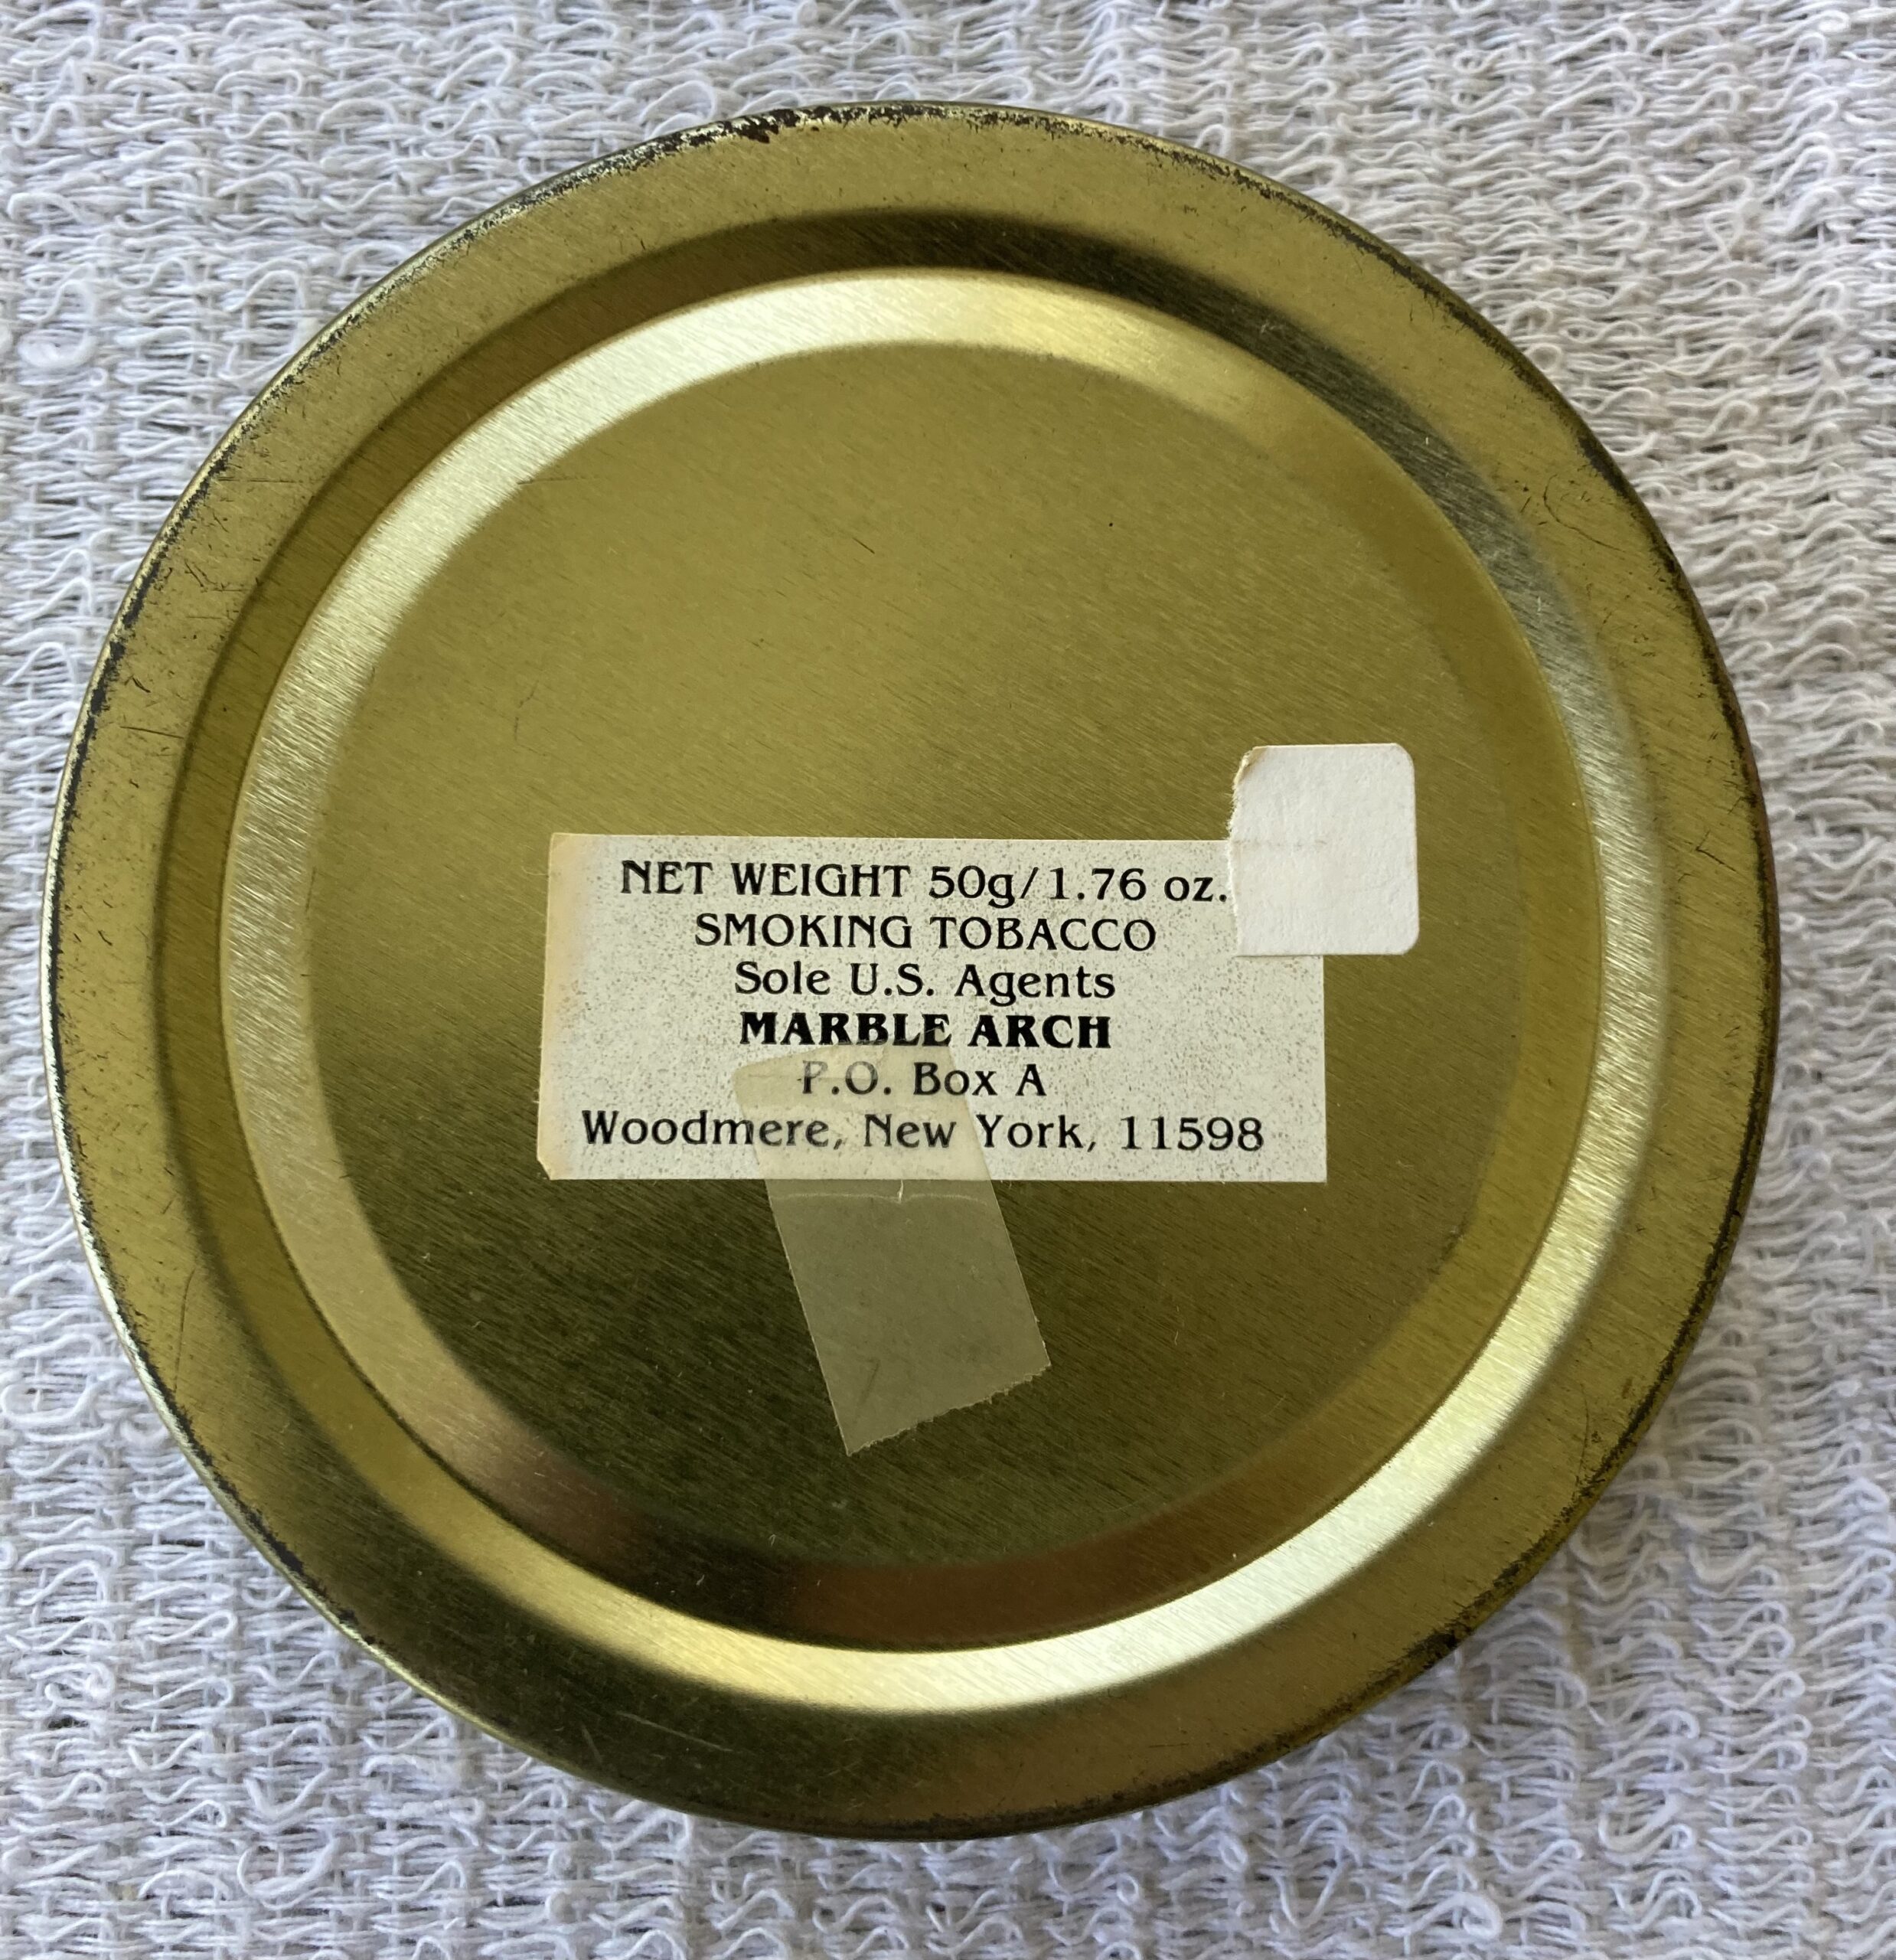 NET WEIGHT 50g/1.76 oz.
SMOKING TOBACCO
Sole U.S. Agents
MARBLE ARCH
P.O. Box A
Woodmere, New York, 11598